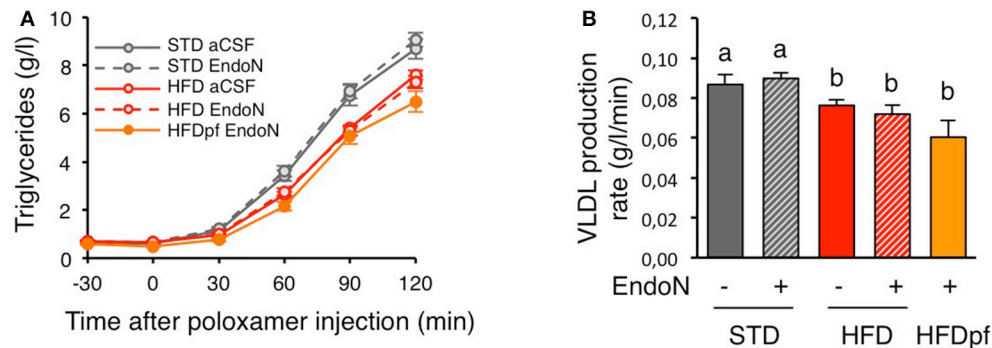 A
Triglycerides (g/l)
10
8
6
4
2
0
STD aCSF
STD EndoN
HFD aCSF
HFD EndoN
HFDpf EndoN
-30 0 30 60 90 120
Time after poloxamer injection (min)
B
VLDL production
rate (g/l/min)
0,12
0,10
0,08
0,06
0,04
0,02
0,00
a a b b b
EndoN - + - + +
STD HFD HFDpf